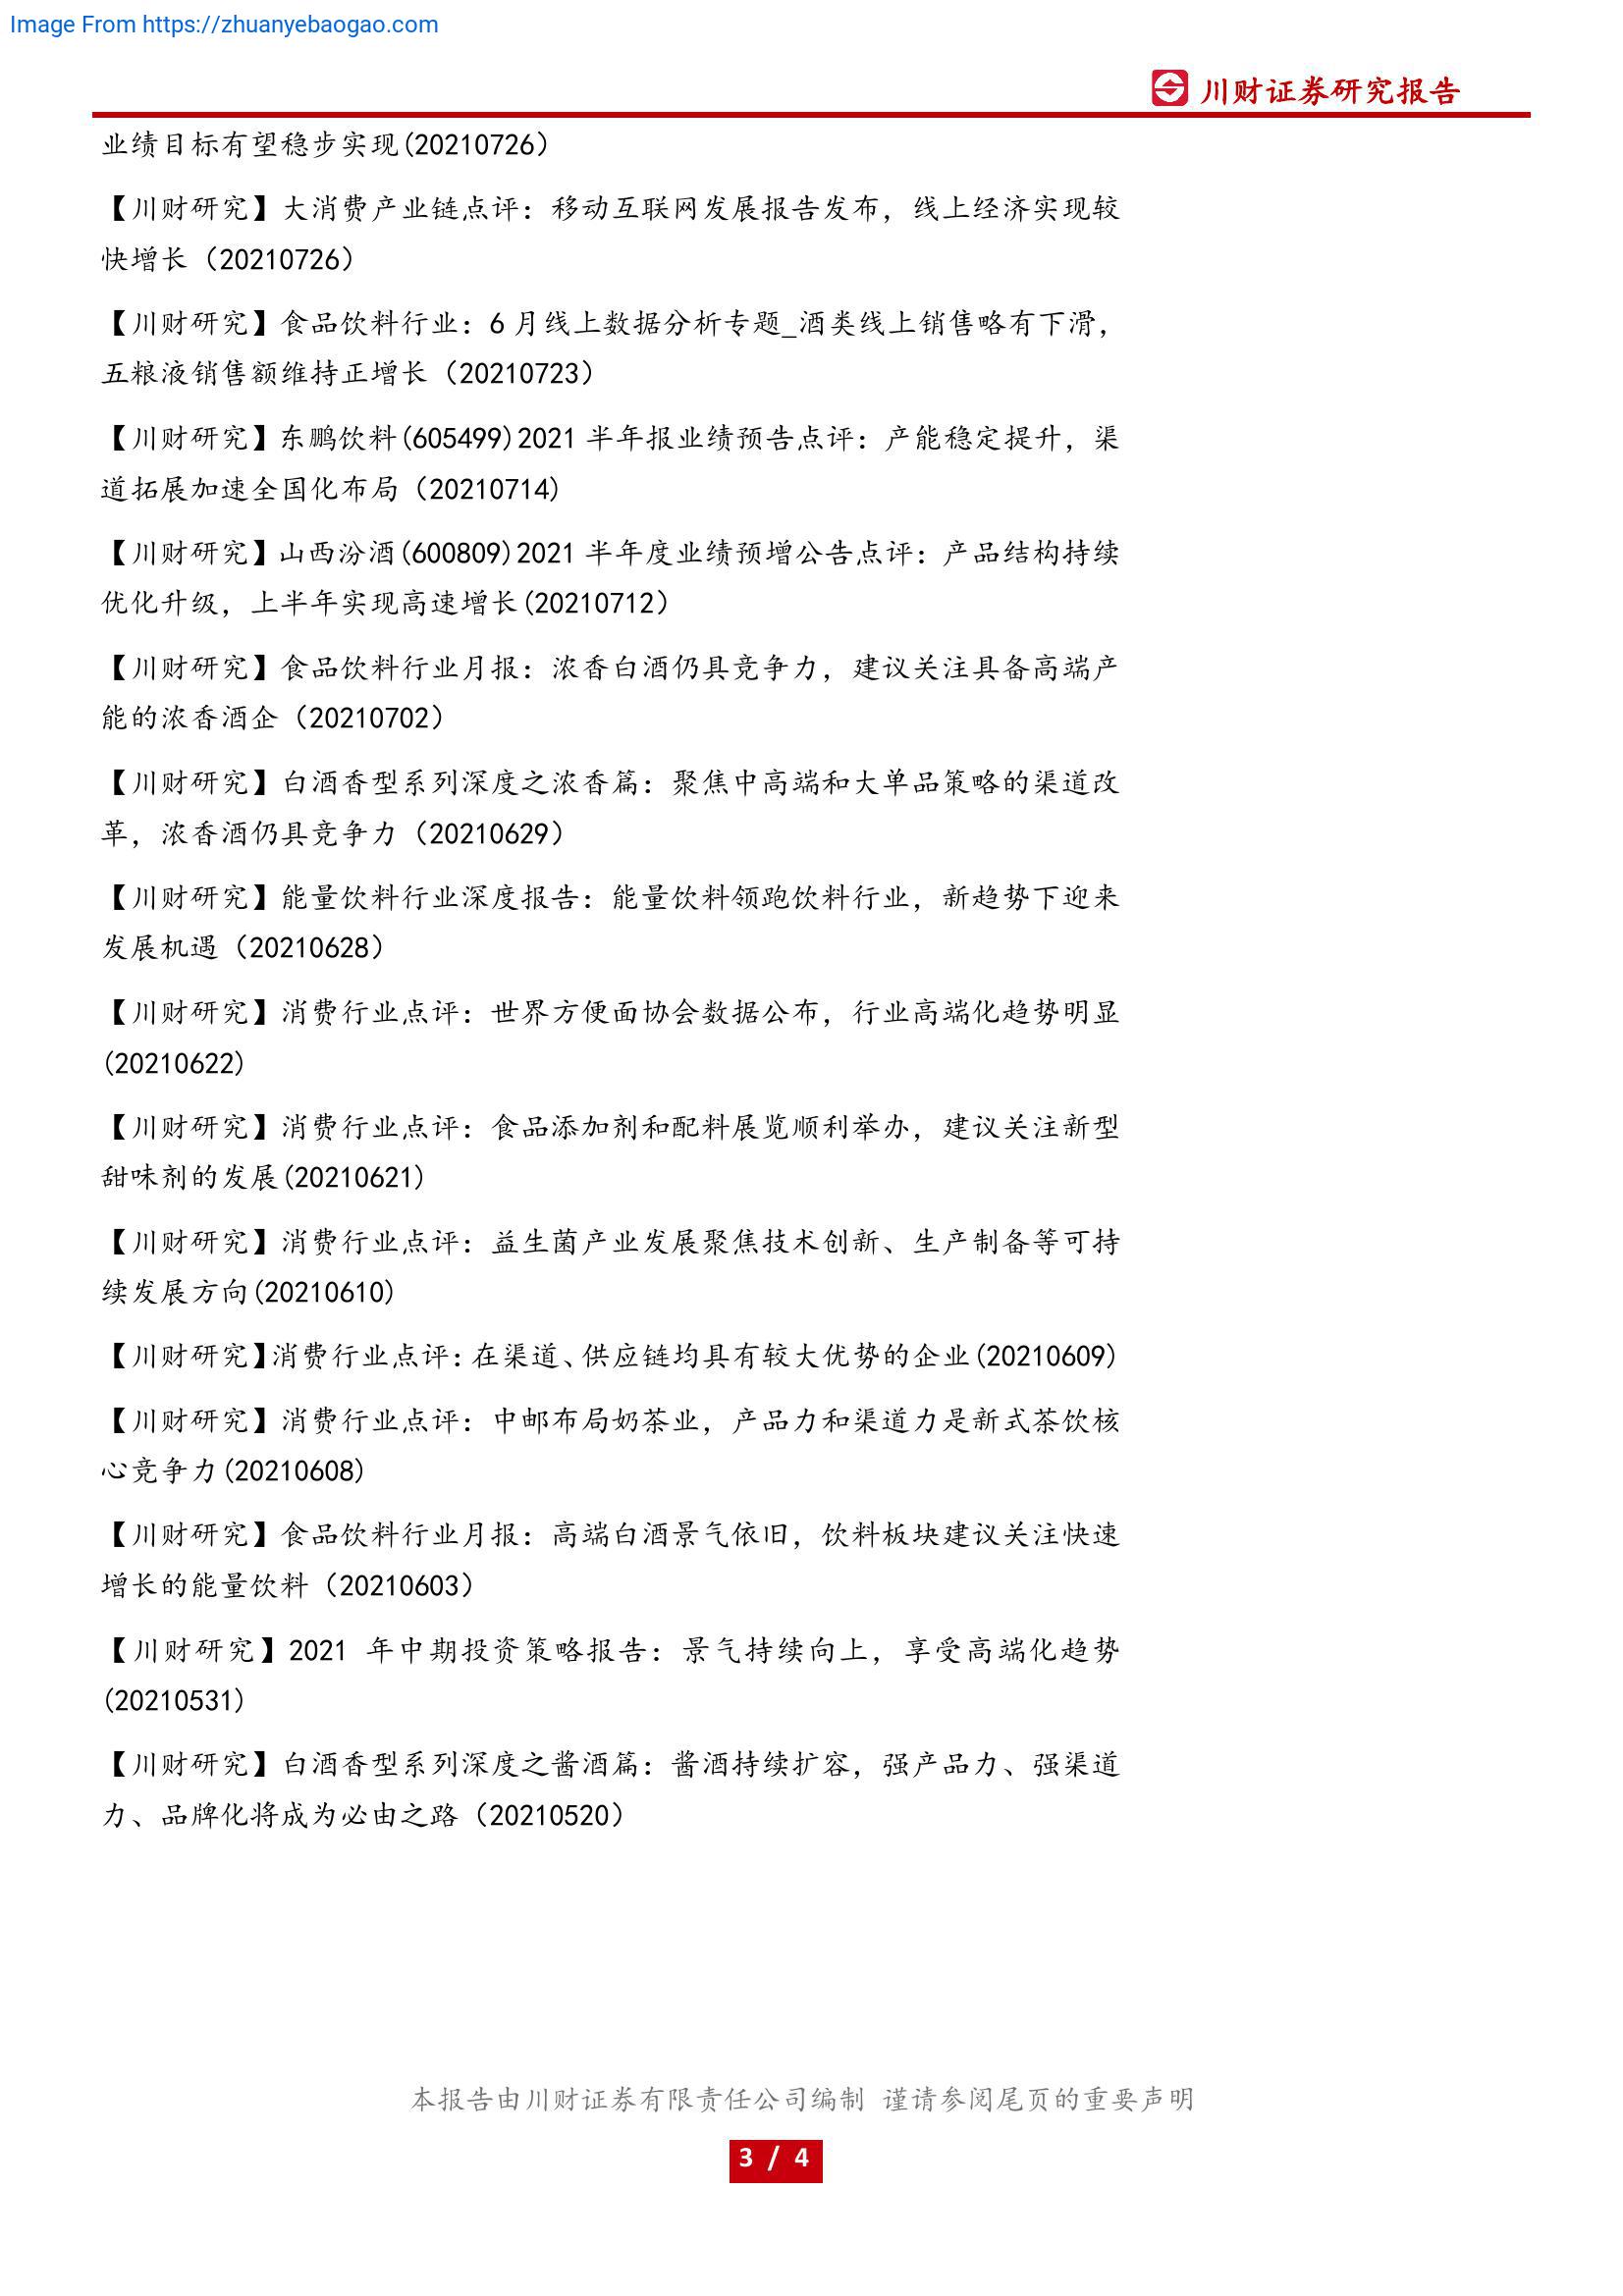 Image From https://zhuanyebaogao.com
川财证券研究报告
业绩目标有望稳步实现(20210726）
【川财研究】大消费产业链点评：移动互联网发展报告发布，线上经济实现较
快增长（20210726）
【川财研究】食品饮料行业：6 月线上数据分析专题_酒类线上销售略有下滑，
五粮液销售额维持正增长（20210723）
【川财研究】东鹏饮料(605499)2021 半年报业绩预告点评：产能稳定提升，渠
道拓展加速全国化布局（20210714)
【川财研究】山西汾酒(600809)2021 半年度业绩预增公告点评：产品结构持续
优化升级，上半年实现高速增长(20210712）
【川财研究】食品饮料行业月报：浓香白酒仍具竞争力，建议关注具备高端产
能的浓香酒企（20210702）
【川财研究】白酒香型系列深度之浓香篇：聚焦中高端和大单品策略的渠道改
革，浓香酒仍具竞争力（20210629）
【川财研究】能量饮料行业深度报告：能量饮料领跑饮料行业，新趋势下迎来
发展机遇（20210628）
【川财研究】消费行业点评：世界方便面协会数据公布，行业高端化趋势明显
(20210622)
【川财研究】消费行业点评：食品添加剂和配料展览顺利举办，建议关注新型
甜味剂的发展(20210621)
【川财研究】消费行业点评：益生菌产业发展聚焦技术创新、生产制备等可持
续发展方向(20210610)
【川财研究】消费行业点评：在渠道、供应链均具有较大优势的企业(20210609)
【川财研究】消费行业点评：中邮布局奶茶业，产品力和渠道力是新式茶饮核
心竞争力(20210608)
【川财研究】食品饮料行业月报：高端白酒景气依旧，饮料板块建议关注快速
增长的能量饮料（20210603）
【川财研究】2021 年中期投资策略报告：景气持续向上，享受高端化趋势
(20210531)
【川财研究】白酒香型系列深度之酱酒篇：酱酒持续扩容，强产品力、强渠道
力、品牌化将成为必由之路（20210520）
本报告由川财证券有限责任公司编制 谨请参阅尾页的重要声明
3 / 4